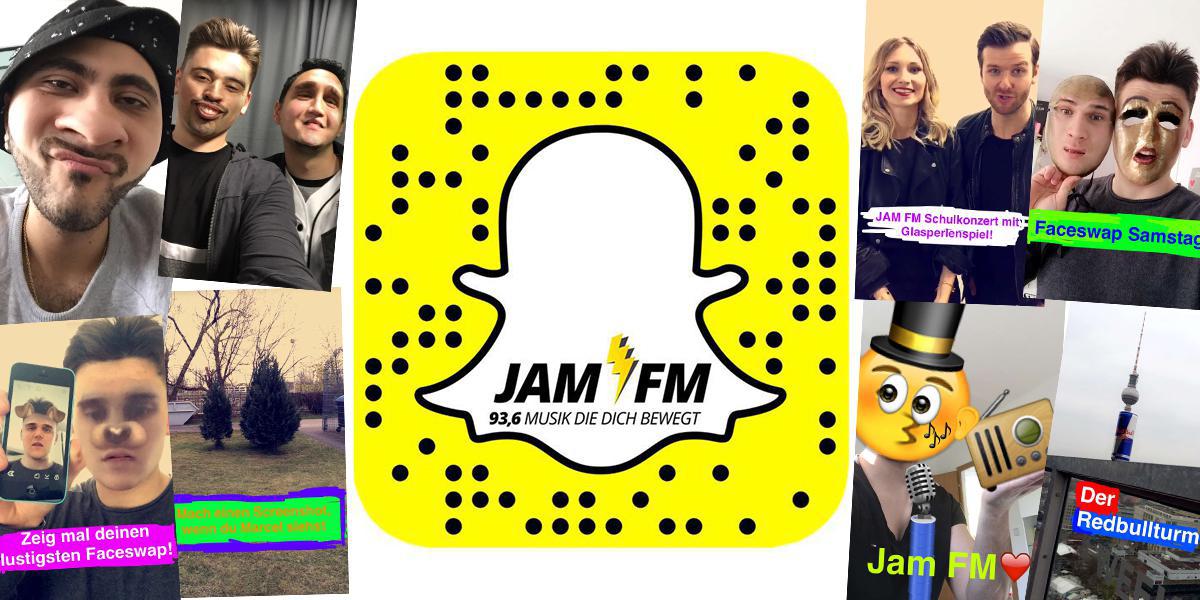 JAM FM
93,6 MUSIK DIE DICH BEWEGT
Zeig mal deinen
lustigsten Faceswap!
Mach einen Screenshot,
wenn du Marcel siehst!
JAM FM Schulkonzert mit
Glasperlenspiel!
Faceswap Samstag
Jam FM❤️
Der
Redbullturm